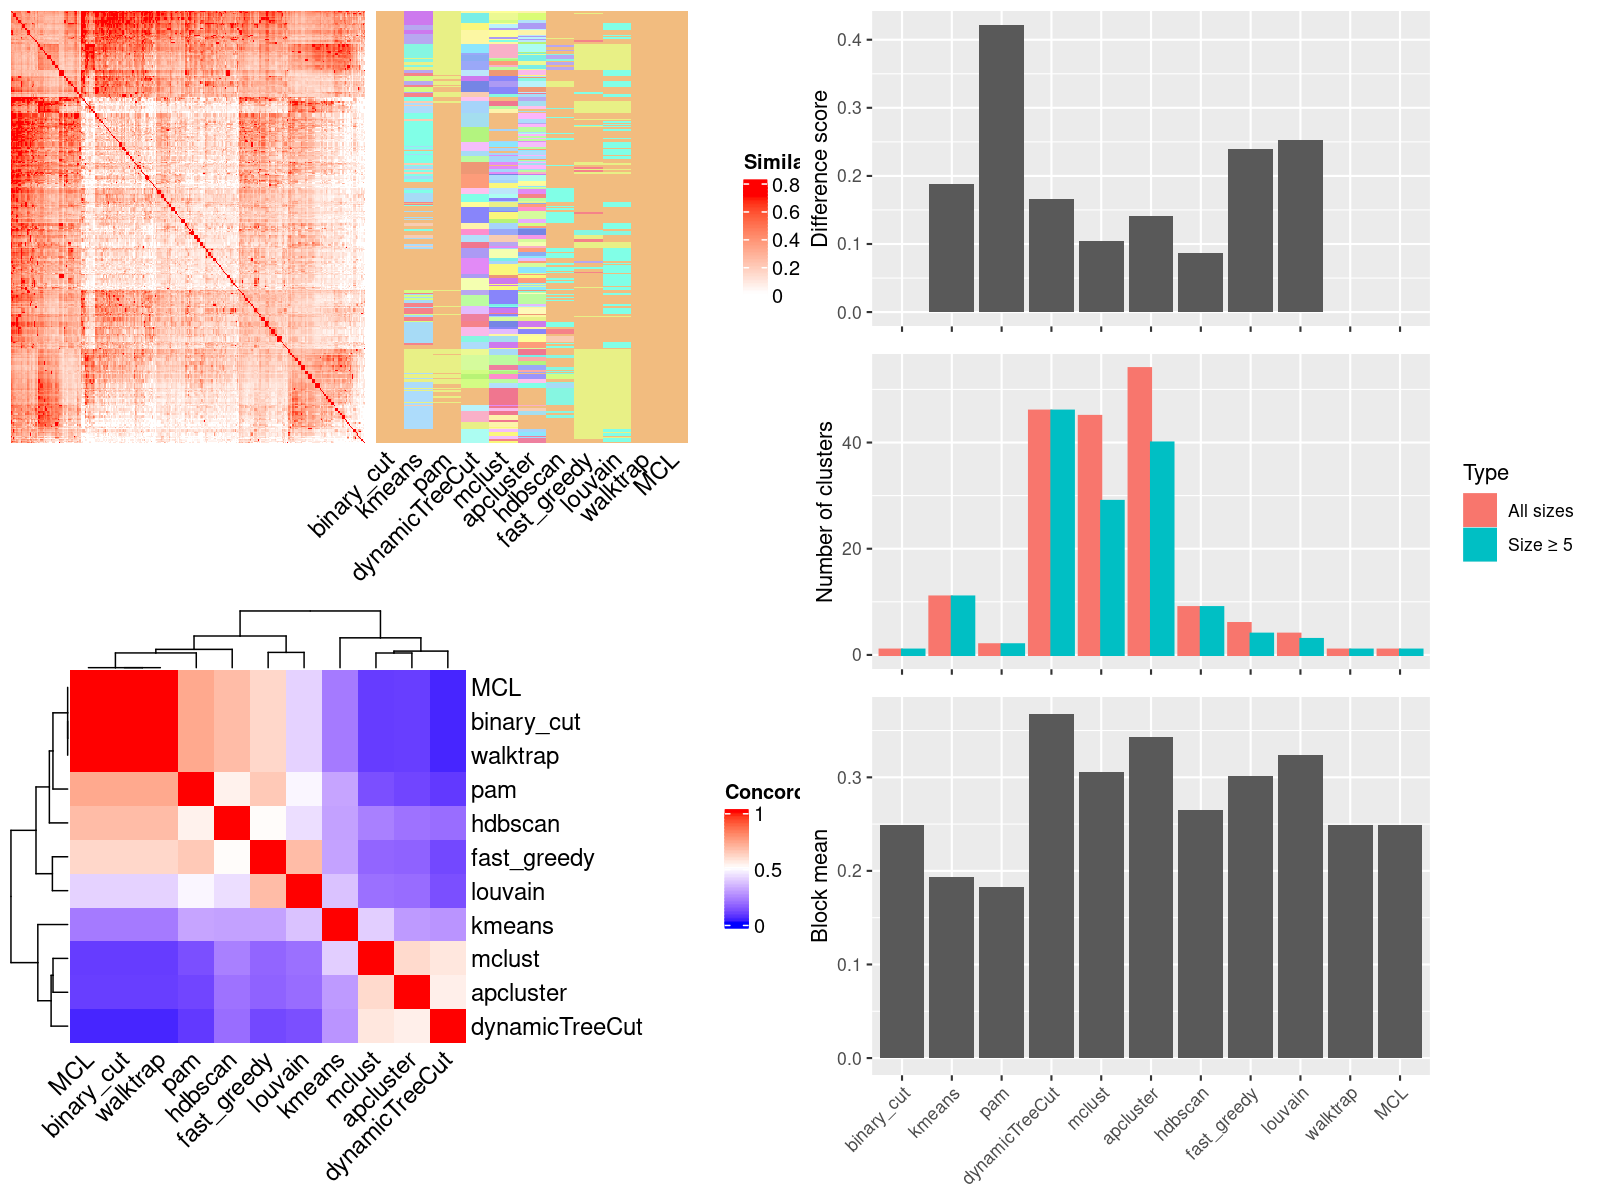 Simila
0.8
0.6
0.4
0.2
0
binary_cut
kmeans
pam
dynamicTreeCut
mclust
apcluster
hdbscan
fast_greedy
louvain
walktrap
MCL
Difference score
0.4
0.3
0.2
0.1
0.0
Number of clusters
40
20
0
Type
All sizes
Size ≥ 5
MCL
binary_cut
walktrap
pam
hdbscan
fast_greedy
louvain
kmeans
mclust
apcluster
dynamicTreeCut
MCL
binary_cut
walktrap
pam
hdbscan
fast_greedy
louvain
kmeans
mclust
apcluster
dynamicTreeCut
Concord
1
0.5
0
Block mean
0.3
0.2
0.1
0.0
binary_cut
kmeans
pam
dynamicTreeCut
mclust
apcluster
hdbscan
fast_greedy
louvain
walktrap
MCL